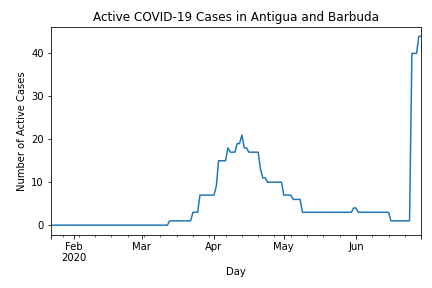 Active COVID-19 Cases in Antigua and Barbuda
Number of Active Cases
40
30
20
10
0
Feb Mar Apr May Jun
2020
Day